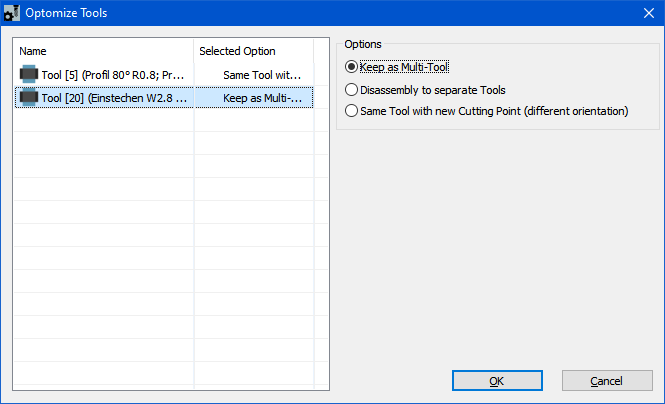 Optomize Tools
Name Selected Option
Tool [5] (Profil 80° R0.8; Pr... Same Tool wit...
Tool [20] (Einstechen W2.8 ... Keep as Multi-...
Options
Keep as Multi-Tool
Disassembly to separate Tools
Same Tool with new Cutting Point (different orientation)
OK Cancel